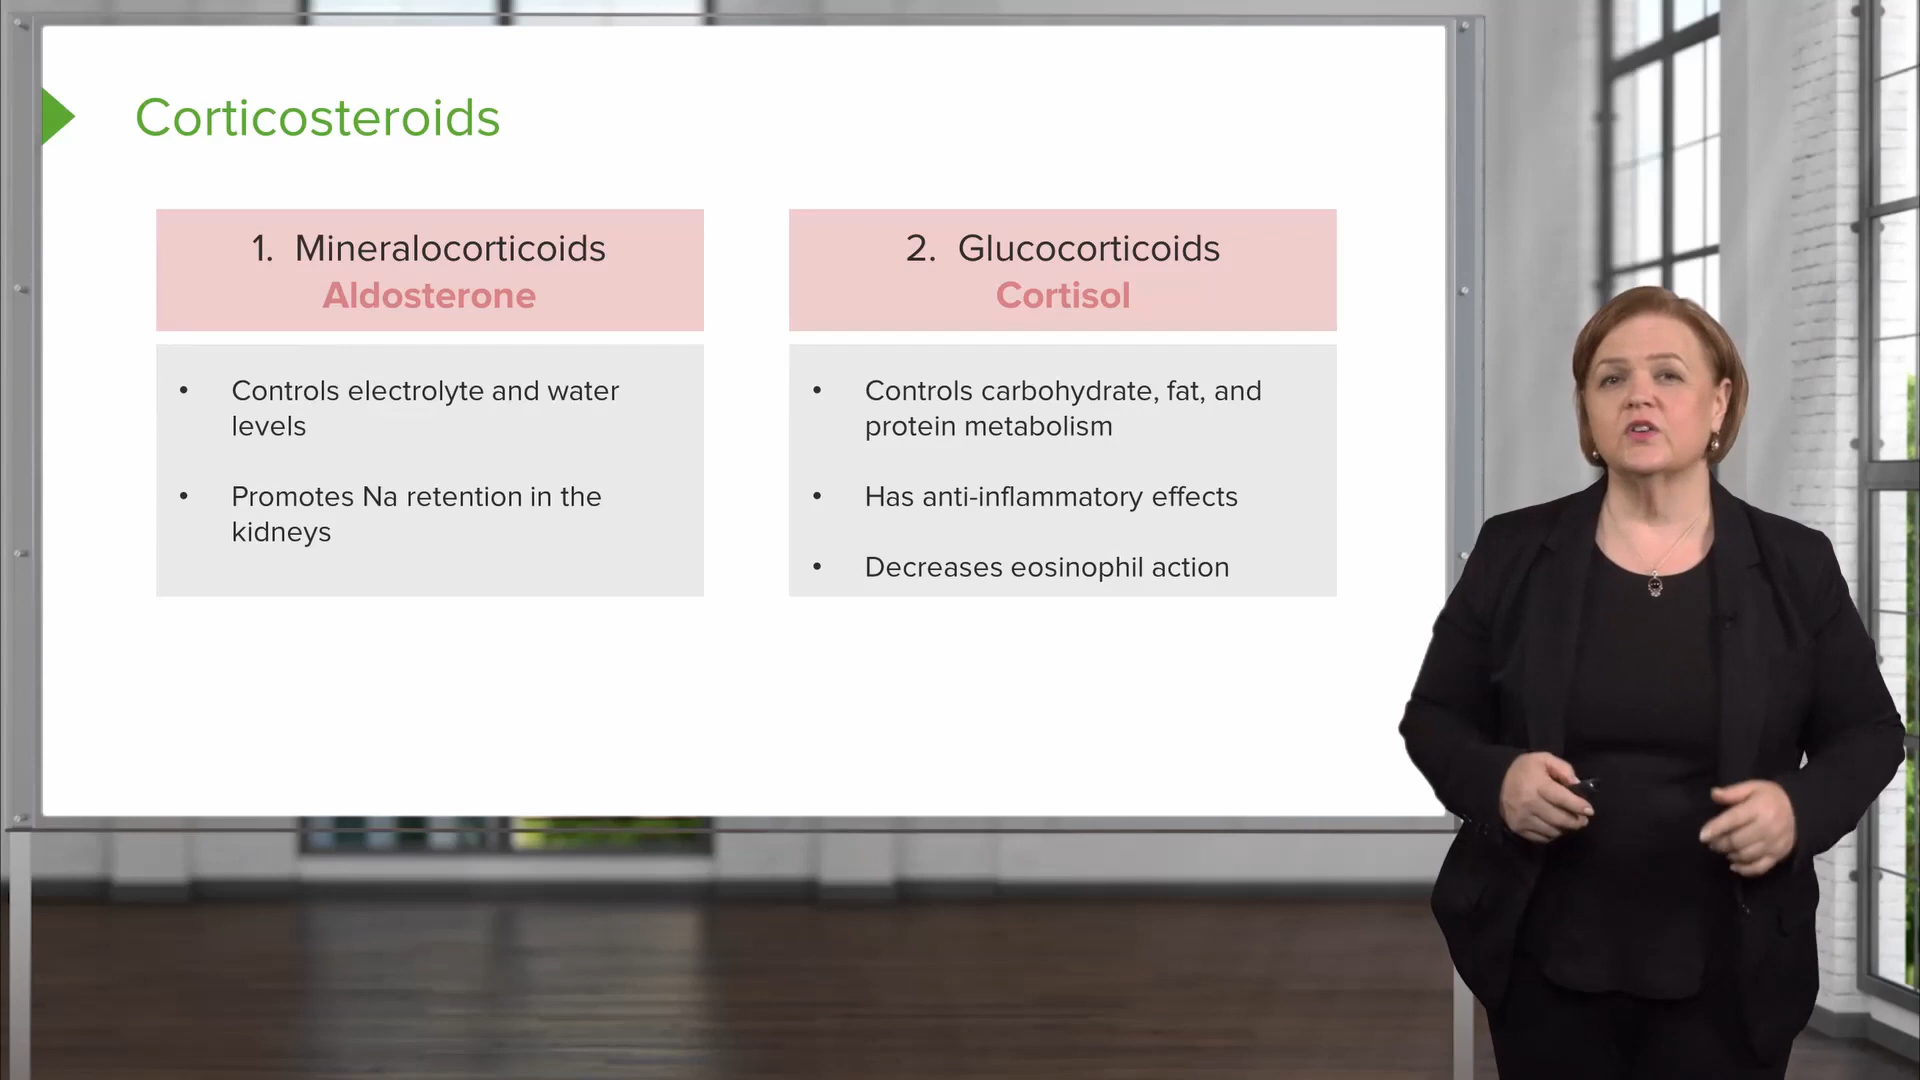 Corticosteroids
1. Mineralocorticoids
Aldosterone
• Controls electrolyte and water
levels
• Promotes Na retention in the
kidneys
2. Glucocorticoids
Cortisol
• Controls carbohydrate, fat, and
protein metabolism
• Has anti-inflammatory effects
• Decreases eosinophil action